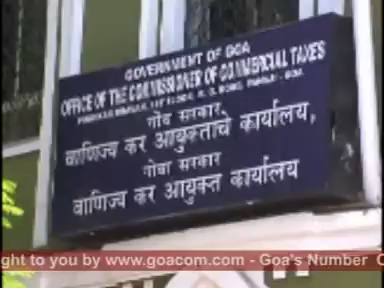 GOVERNMENT OF GOA
OFFICE OF THE COMMISSIONER OF COMMERCIAL TAXES
GOA.
गोंय सरकार,
वाणिज्य कर आयुक्ताचे कार्यालय,
गोवा सरकार
वाणिज्य कर आयुक्त कार्यालय
ght to you by www.goacom.com - Goa's Number